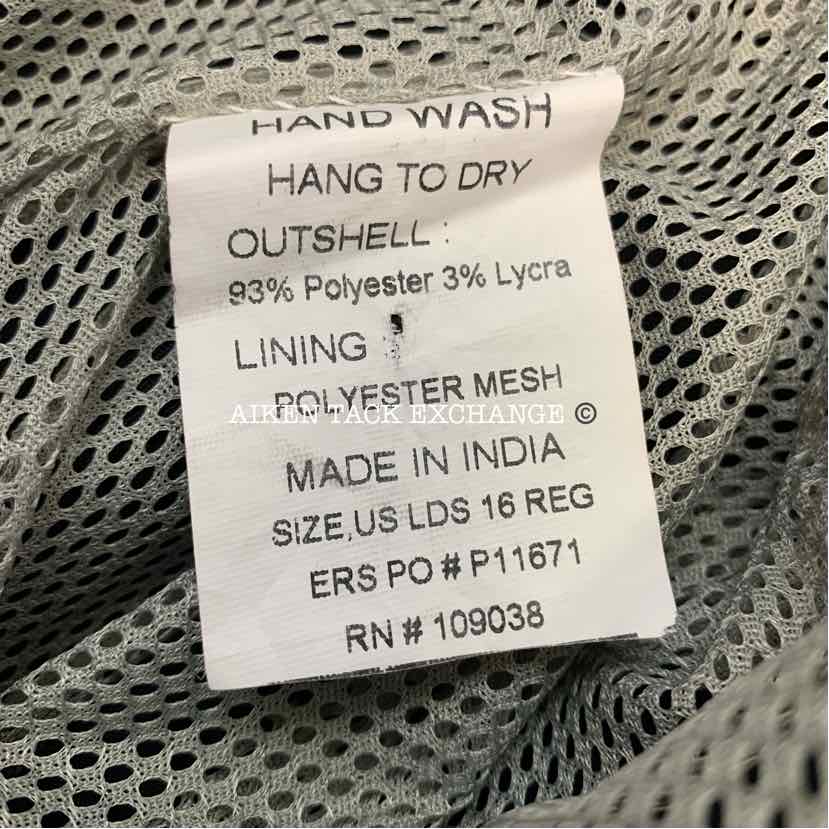 HAND WASH
HANG TO DRY
OUTSHELL :
93% Polyester 3% Lycra
LINING :
POLYESTER MESH
AIKEN TACK EXCHANGE ©
MADE IN INDIA
SIZE,US LDS 16 REG
ERS PO # P11671
RN # 109038